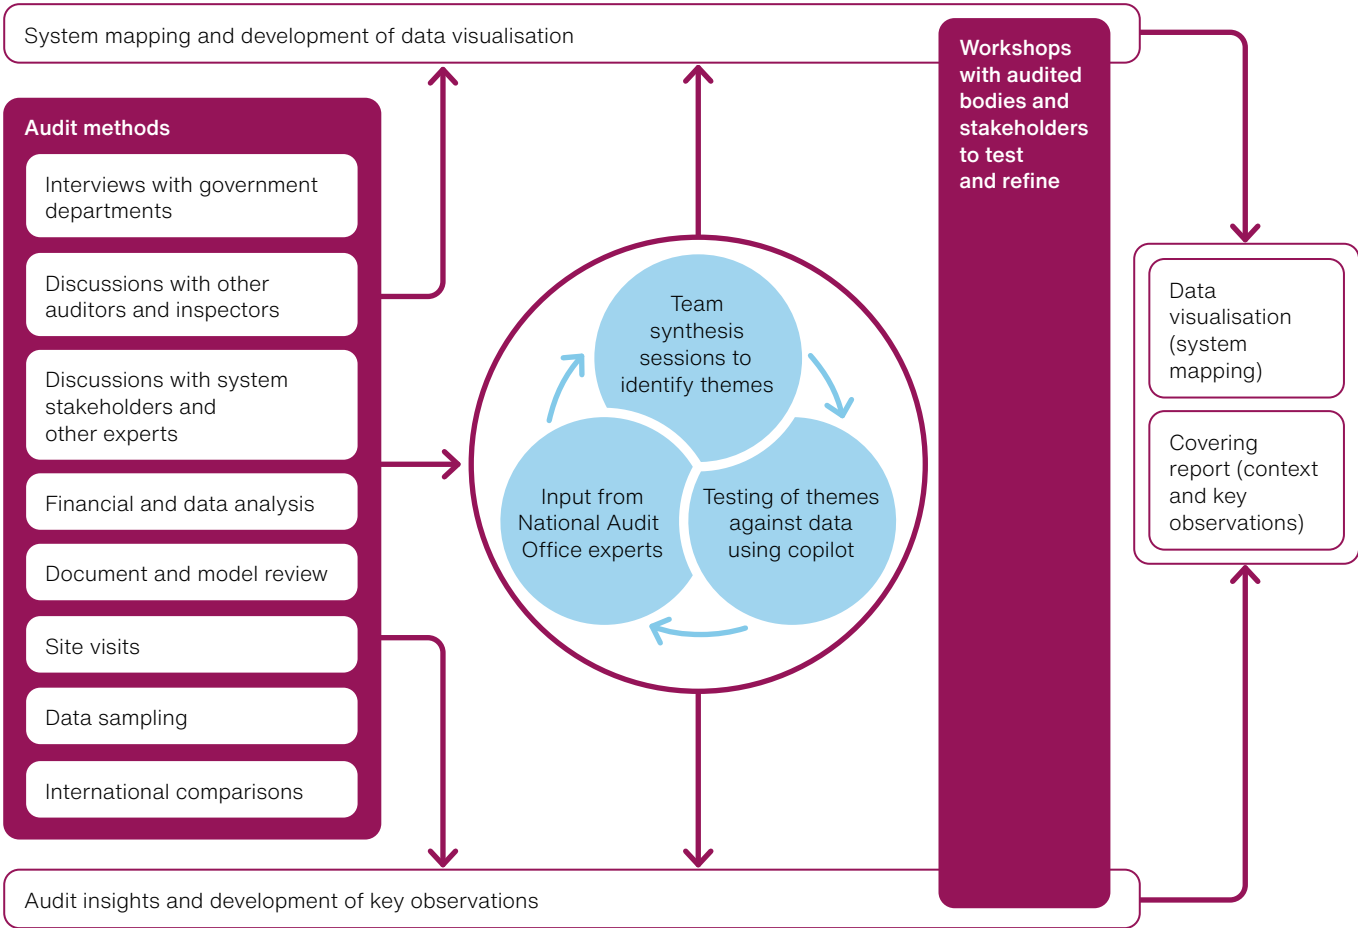 System mapping and development of data visualisation
Workshops
with audited
bodies and
stakeholders
to test
and refine
Audit methods
Interviews with government
departments
Discussions with other
auditors and inspectors
Discussions with system
stakeholders and
other experts
Financial and data analysis
Document and model review
Site visits
Data sampling
International comparisons
Team
synthesis
sessions to
identify themes
Input from
National Audit
Office experts
Testing of themes
against data
using copilot
Data
visualisation
(system
mapping)
Covering
report (context
and key
observations)
Audit insights and development of key observations